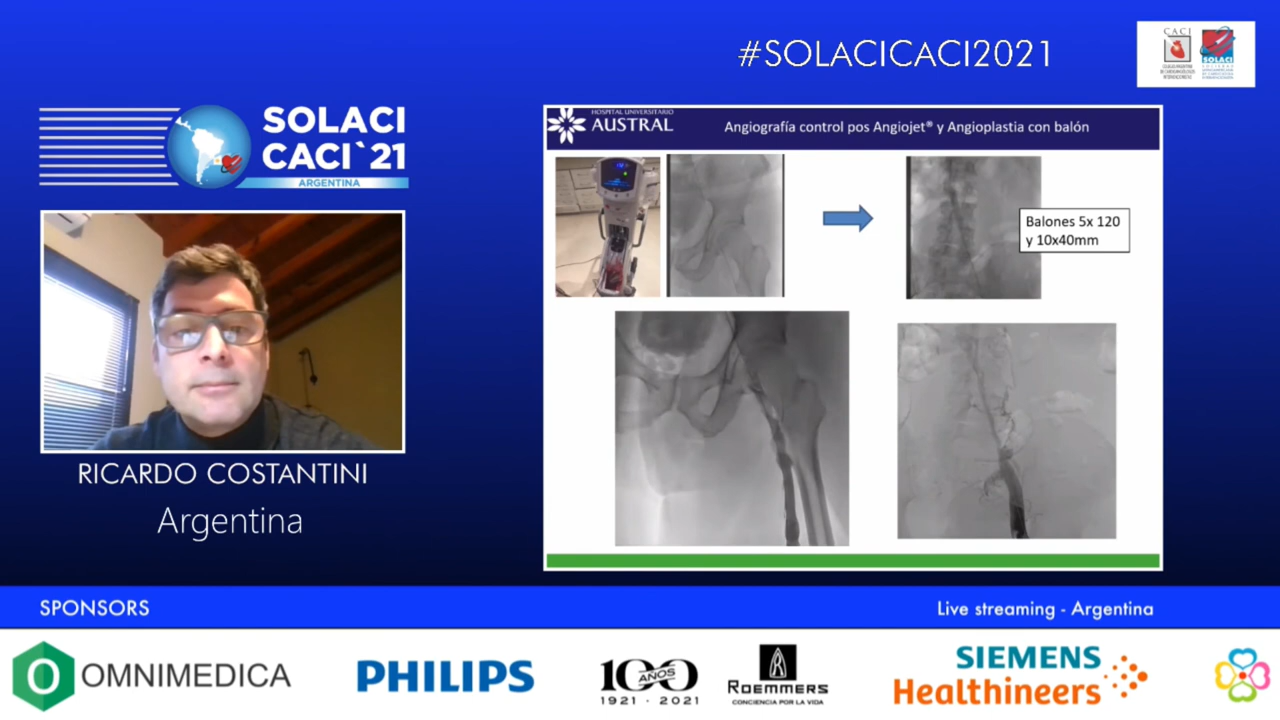 #SOLACICACI2021
CACI
SOLACI
SOLACI
CACI`21
ARGENTINA
HOSPITAL UNIVERSITARIO
AUSTRAL
Angiografía control pos Angiojet® y Angioplastia con balón
Balones 5x 120
y 10x40mm
RICARDO COSTANTINI
Argentina
SPONSORS
Live streaming - Argentina
OMNIMEDICA
PHILIPS
100
AÑOS
1921 · 2021
ROEMMERS
CONCIENCIA POR LA VIDA
SIEMENS
Healthineers